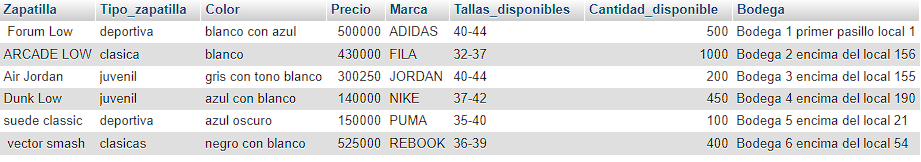 Zapatilla Tipo_zapatilla Color Precio Marca Tallas_disponibles Cantidad_disponible Bodega
Forum Low deportiva blanco con azul 500000 ADIDAS 40-44 500 Bodega 1 primer pasillo local 1
ARCADE LOW clasica blanco 430000 FILA 32-37 1000 Bodega 2 encima del local 156
Air Jordan juvenil gris con tono blanco 300250 JORDAN 40-44 200 Bodega 3 encima del local 155
Dunk Low juvenil azul con blanco 140000 NIKE 37-42 450 Bodega 4 encima del local 190
suede classic deportiva azul oscuro 150000 PUMA 35-40 100 Bodega 5 encima del local 21
vector smash clasicas negro con blanco 525000 REBOOK 36-39 400 Bodega 6 encima del local 54